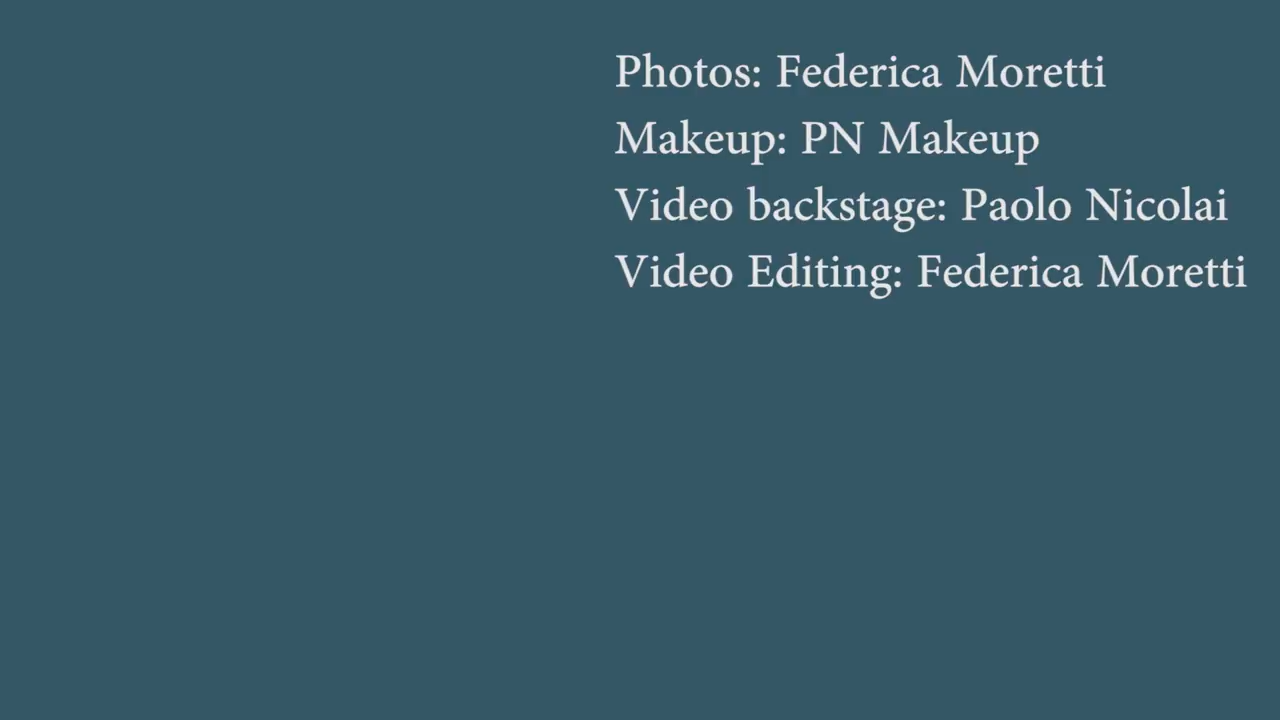 Photos: Federica Moretti
Makeup: PN Makeup
Video backstage: Paolo Nicolai
Video Editing: Federica Moretti